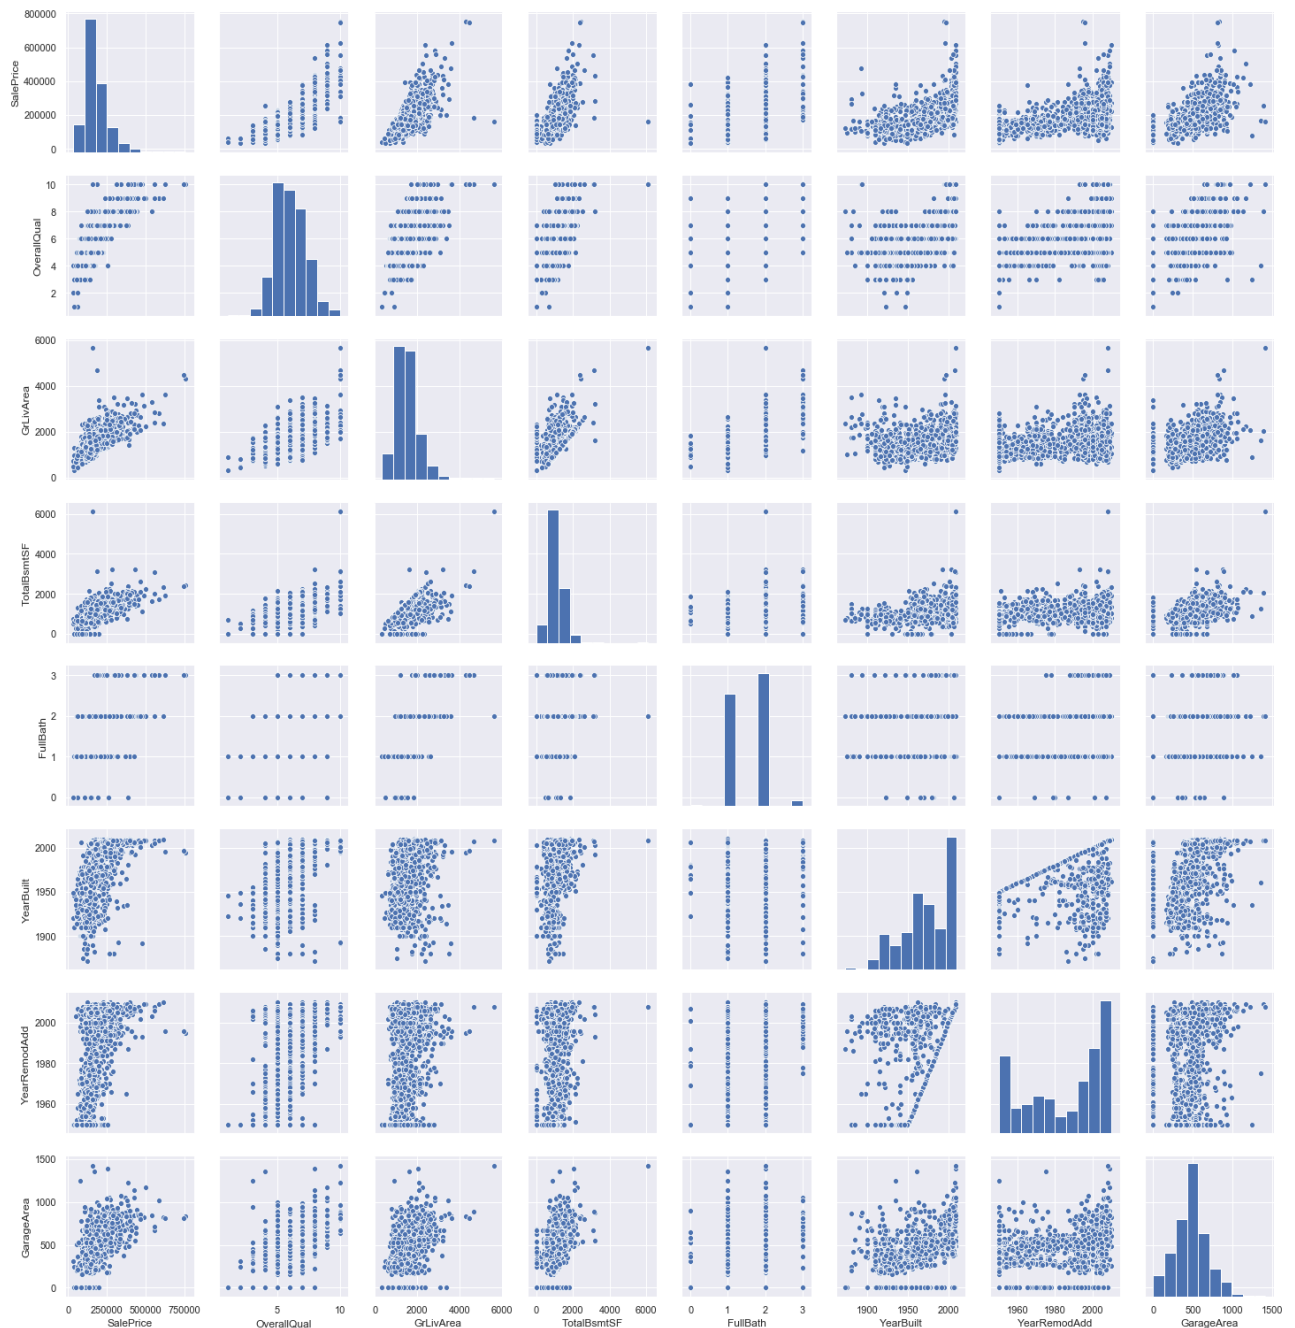 800000
600000
400000
200000
0
SalePrice
10
8
6
4
2
OverallQual
6000
4000
2000
0
GrLivArea
6000
4000
2000
0
TotalBsmtSF
3
2
1
0
FullBath
2000
1950
1900
YearBuilt
2000
1980
1960
YearRemodAdd
1500
1000
500
0
GarageArea
0 250000 500000 750000
SalePrice
5 10
OverallQual
0 2000 4000 6000
GrLivArea
0 2000 4000 6000
TotalBsmtSF
0 1 2 3
FullBath
1900 1950 2000
YearBuilt
1960 1980 2000
YearRemodAdd
0 500 1000 1500
GarageArea